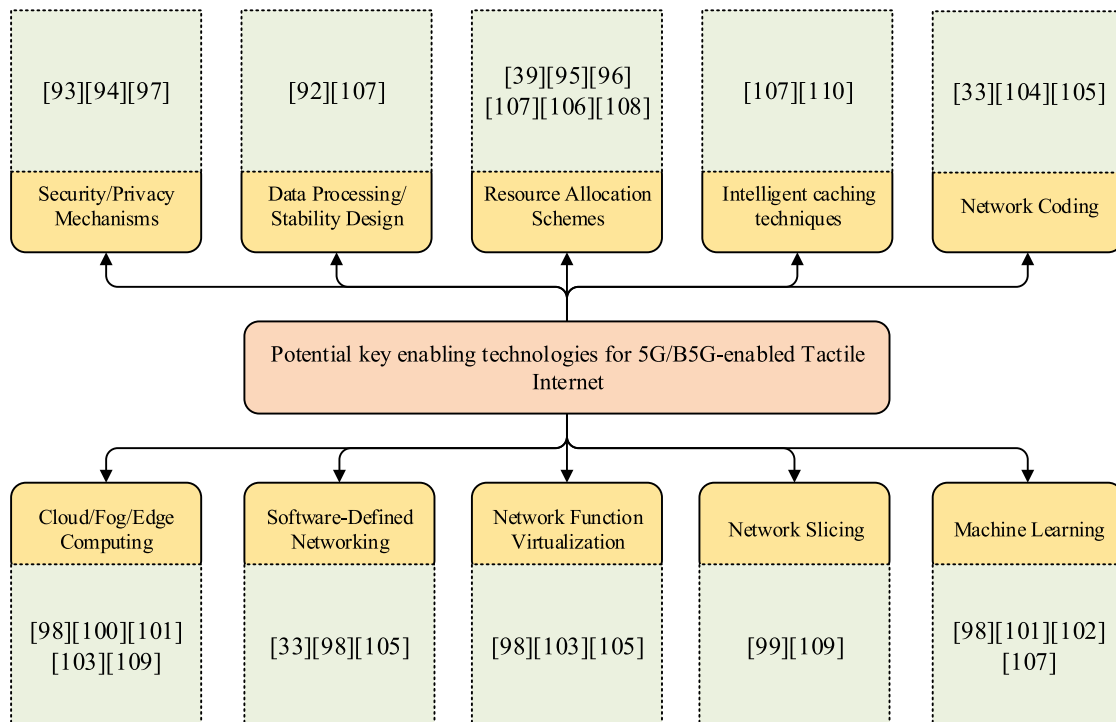 [93][94][97]
Security/Privacy
Mechanisms
[92][107]
Data Processing/
Stability Design
[39][95][96]
[107][106][108]
Resource Allocation
Schemes
[107][110]
Intelligent caching
techniques
[33][104][105]
Network Coding
Potential key enabling technologies for 5G/B5G-enabled Tactile
Internet
Cloud/Fog/Edge
Computing
[98][100][101]
[103][109]
Software-Defined
Networking
[33][98][105]
Network Function
Virtualization
[98][103][105]
Network Slicing
[99][109]
Machine Learning
[98][101][102]
[107]